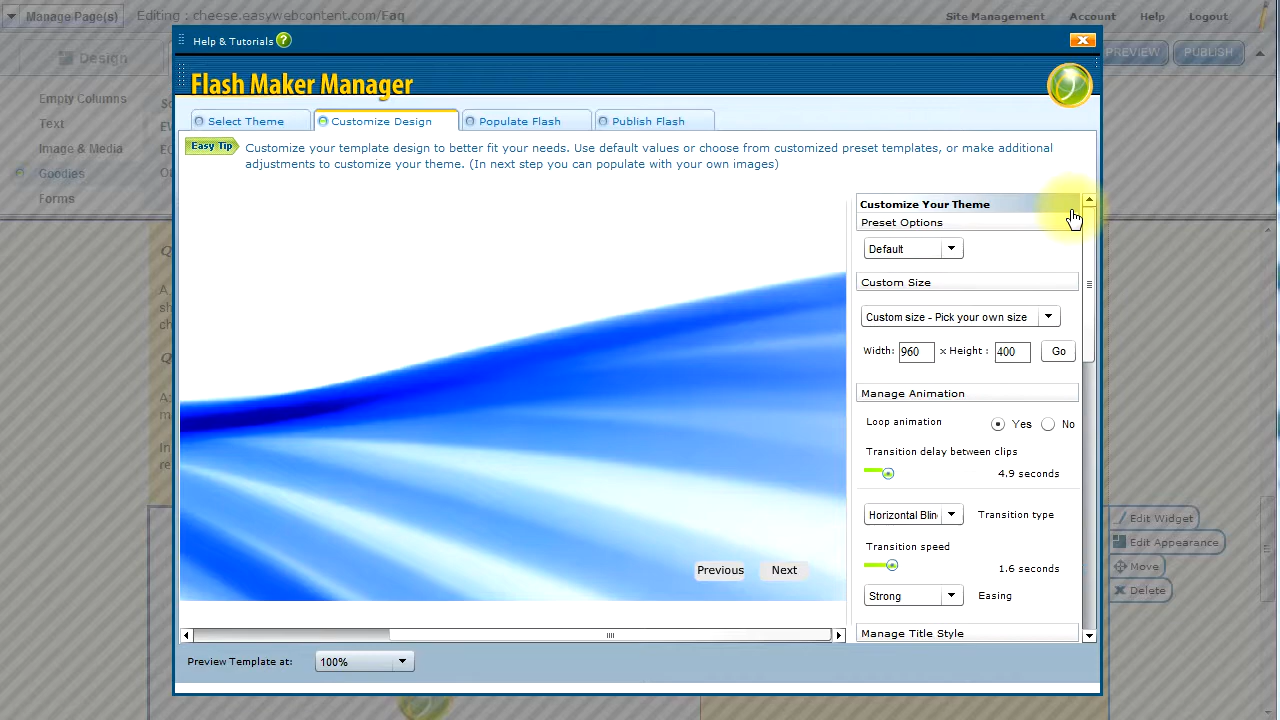 Manage Page(s)
Editing : cheese.easywebcontent.com/Faq
Site Management
Account
Help
Logout
Design
PREVIEW
PUBLISH
Empty Columns
Text
Image & Media
Goodies
Forms
Help & Tutorials ?
Flash Maker Manager
Select Theme
Customize Design
Populate Flash
Publish Flash
Easy Tip
Customize your template design to better fit your needs. Use default values or choose from customized preset templates, or make additional
adjustments to customize your theme. (In next step you can populate with your own images)
Customize Your Theme
Preset Options
Default
Custom Size
Custom size - Pick your own size
Width: 960 x Height : 400 Go
Manage Animation
Loop animation Yes No
Transition delay between clips
4.9 seconds
Horizontal Blin Transition type
Transition speed
1.6 seconds
Strong Easing
Manage Title Style
Previous Next
Preview Template at: 100%
Edit Widget
Edit Appearance
Move
Delete